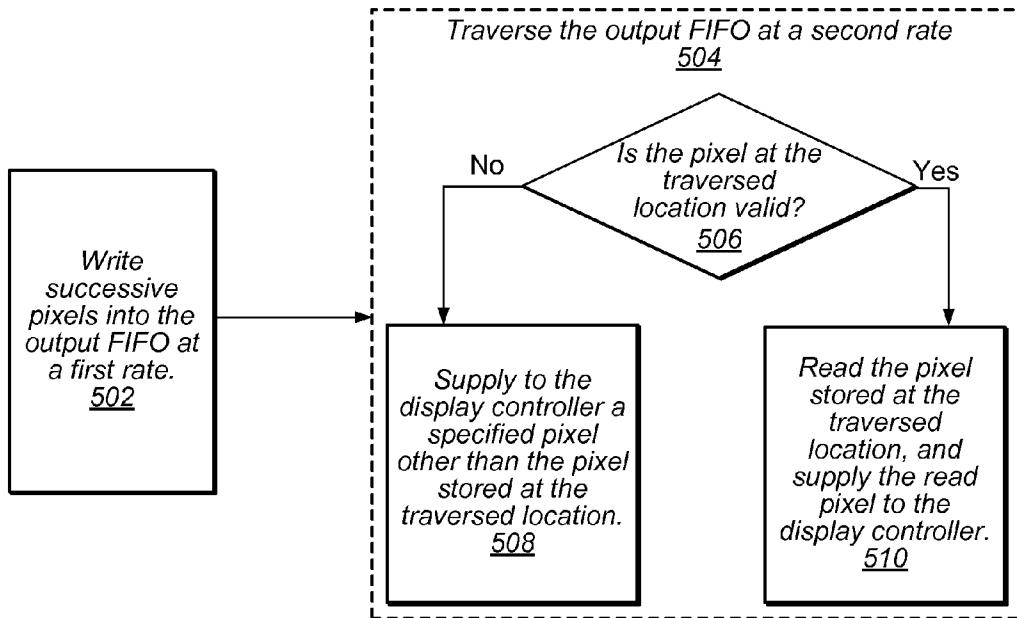 Traverse the output FIFO at a second rate
504
No
Is the pixel at the
traversed
location valid?
506
Yes
Write
successive
pixels into the
output FIFO at
a first rate.
502
Supply to the
display controller a
specified pixel
other than the pixel
stored at the
traversed location.
508
Read the pixel
stored at the
traversed
location, and
supply the read
pixel to the
display controller.
510